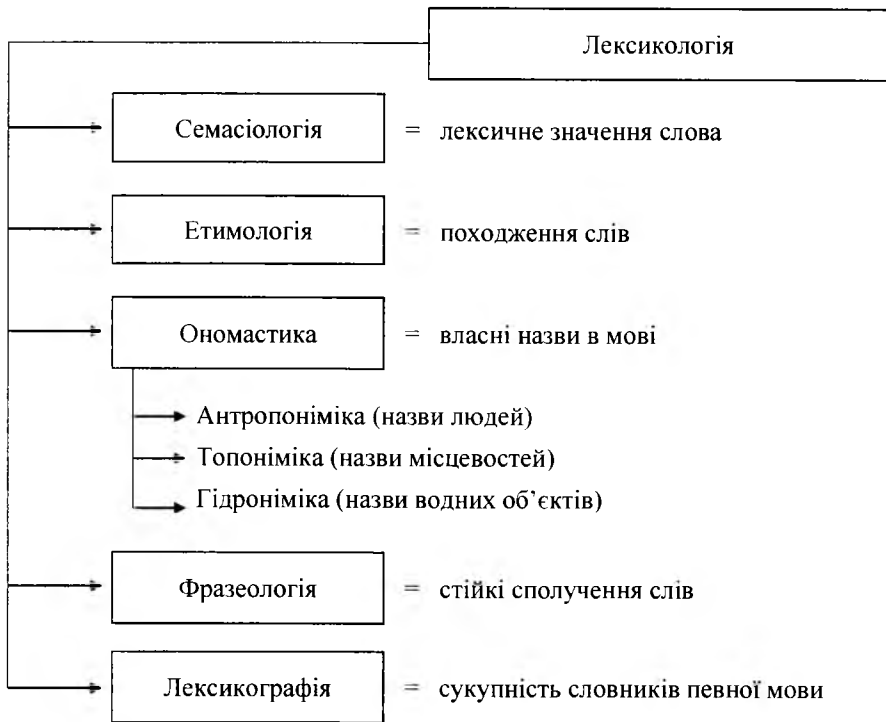 Лексикологія
Семасіологія = лексичне значення слова
Етимологія = походження слів
Ономастика = власні назви в мові
Антропоніміка (назви людей)
Топоніміка (назви місцевостей)
Гідроніміка (назви водних об’єктів)
Фразеологія = стійкі сполучення слів
Лексикографія = сукупність словників певної мови